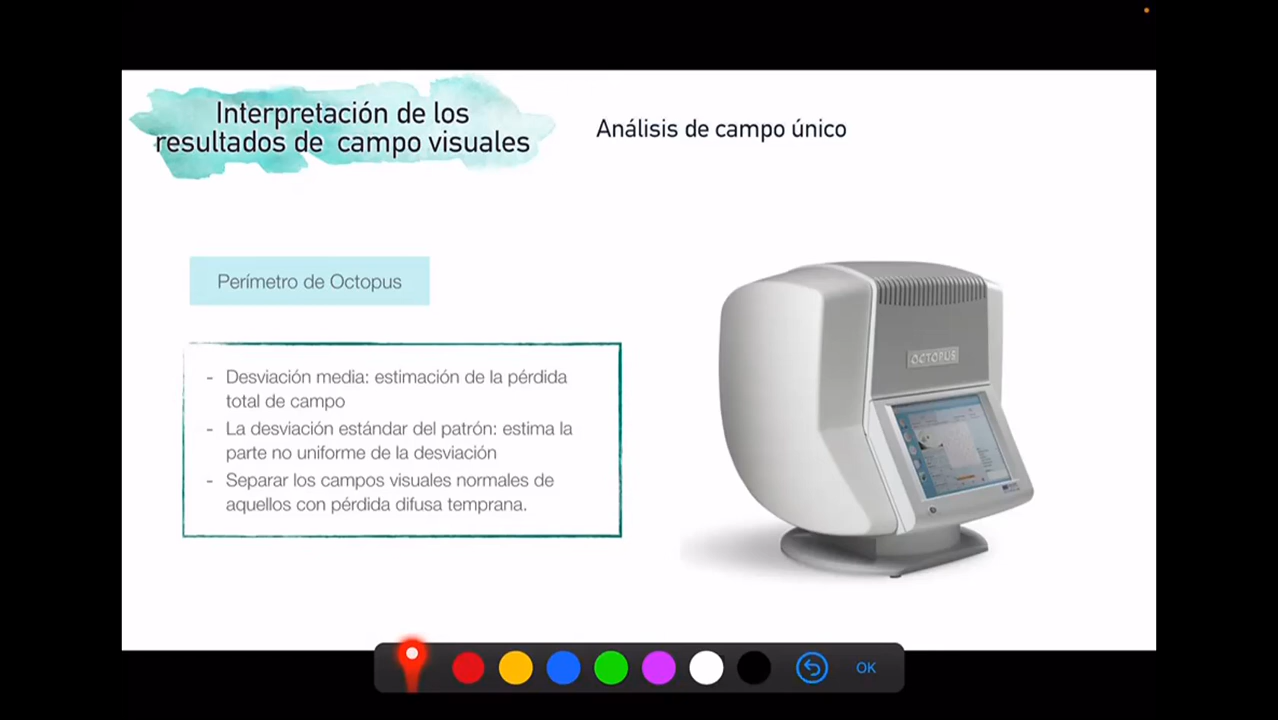 Interpretación de los
resultados de campo visuales
Análisis de campo único
Perímetro de Octopus
- Desviación media: estimación de la pérdida
total de campo
- La desviación estándar del patrón: estima la
parte no uniforme de la desviación
- Separar los campos visuales normales de
aquellos con pérdida difusa temprana.
OCTOPUS
OK